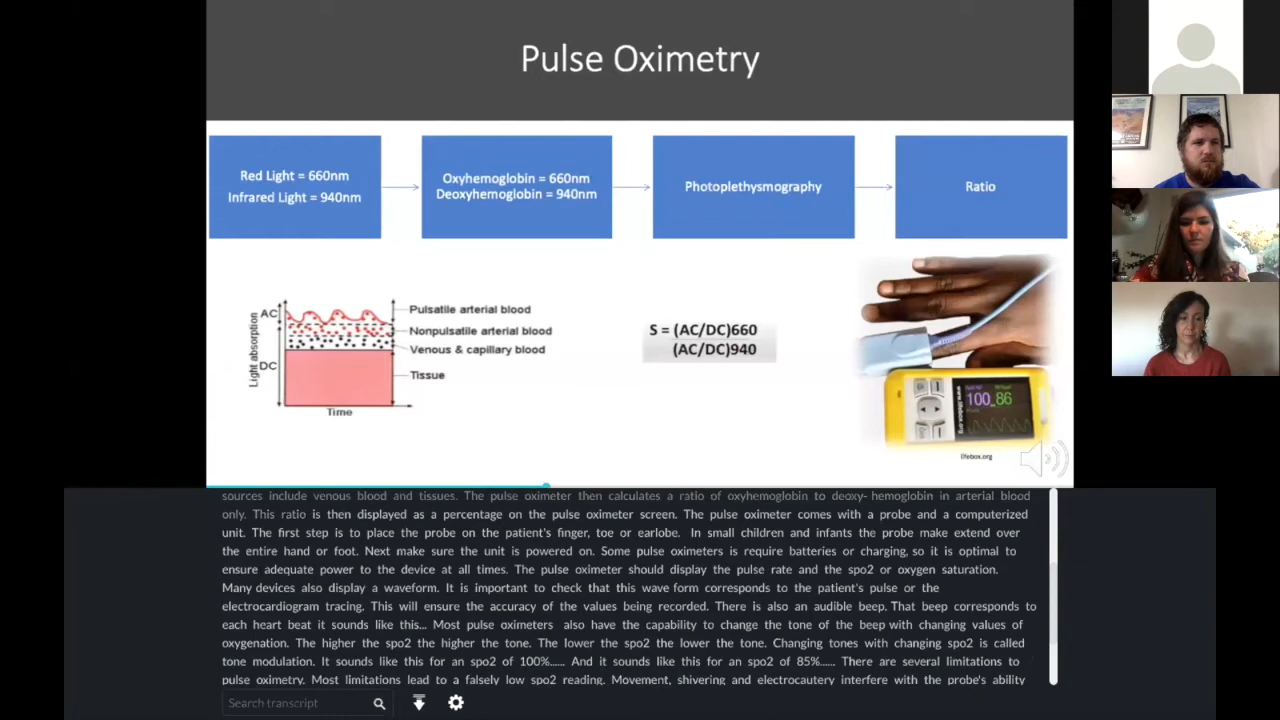 Pulse Oximetry
Red Light = 660nm
Infrared Light = 940nm
Oxyhemoglobin = 660nm
Deoxyhemoglobin = 940nm
Photoplethysmography
Ratio
AC
DC
Light absorption
Time
Pulsatile arterial blood
Nonpulsatile arterial blood
Venous & capillary blood
Tissue
S = (AC/DC)660
(AC/DC)940
100 86
www.lifebox.org
lifebox.org
sources include venous blood and tissues. The pulse oximeter then calculates a ratio of oxyhemoglobin to deoxy- hemoglobin in arterial blood
only. This ratio is then displayed as a percentage on the pulse oximeter screen. The pulse oximeter comes with a probe and a computerized
unit. The first step is to place the probe on the patient's finger, toe or earlobe. In small children and infants the probe make extend over
the entire hand or foot. Next make sure the unit is powered on. Some pulse oximeters is require batteries or charging, so it is optimal to
ensure adequate power to the device at all times. The pulse oximeter should display the pulse rate and the spo2 or oxygen saturation.
Many devices also display a waveform. It is important to check that this wave form corresponds to the patient's pulse or the
electrocardiogram tracing. This will ensure the accuracy of the values being recorded. There is also an audible beep. That beep corresponds to
each heart beat it sounds like this... Most pulse oximeters also have the capability to change the tone of the beep with changing values of
oxygenation. The higher the spo2 the higher the tone. The lower the spo2 the lower the tone. Changing tones with changing spo2 is called
tone modulation. It sounds like this for an spo2 of 100%...... And it sounds like this for an spo2 of 85%...... There are several limitations to
pulse oximetry. Most limitations lead to a falsely low spo2 reading. Movement, shivering and electrocautery interfere with the probe's ability
Search transcript